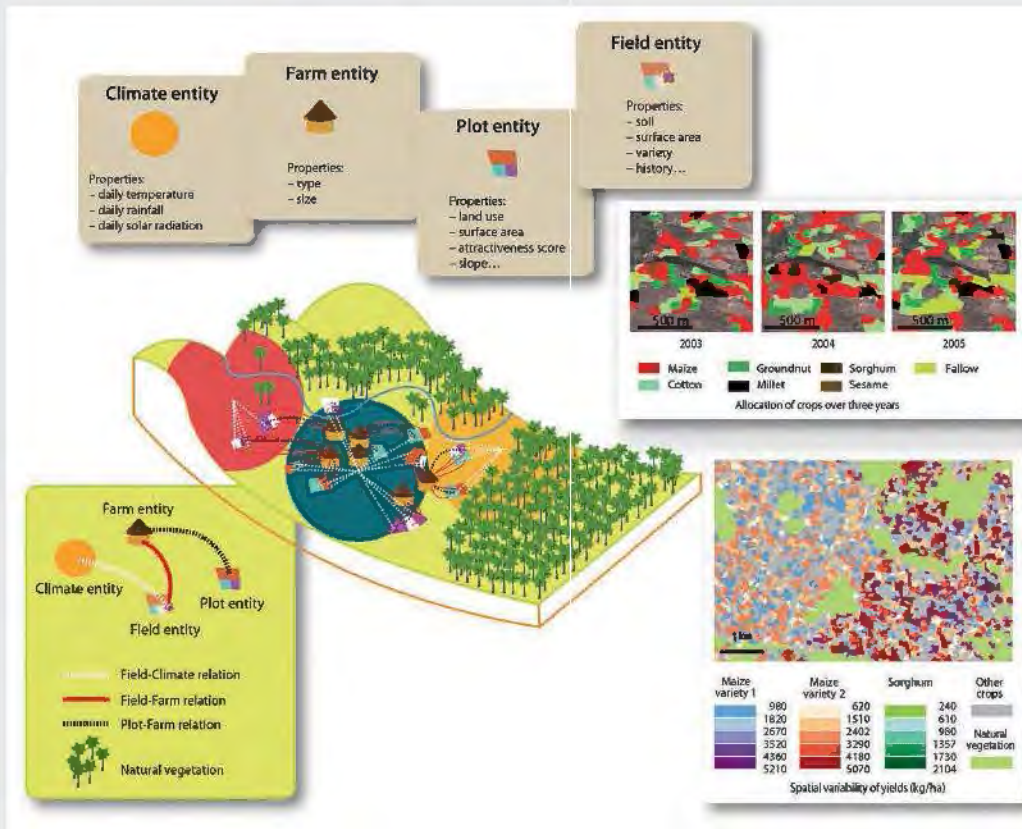 Climate entity
Properties:
– daily temperature
– daily rainfall
– daily solar radiation
Farm entity
Properties:
– type
– size
Plot entity
Properties:
– land use
– surface area
– attractiveness score
– slope...
Field entity
Properties:
– soil
– surface area
– variety
– history...
500 m
500 m
500 m
2003
2004
2005
Maize
Groundnut
Sorghum
Fallow
Cotton
Millet
Sesame
Allocation of crops over three years
Farm entity
Climate entity
Plot entity
Field entity
Field-Climate relation
Field-Farm relation
Plot-Farm relation
Natural vegetation
1 km
Maize
variety 1
980
1820
2670
3520
4360
5210
Maize
variety 2
620
1510
2402
3290
4180
5070
Sorghum
240
610
980
1357
1730
2104
Other
crops
Natural
vegetation
Spatial variability of yields (kg/ha)